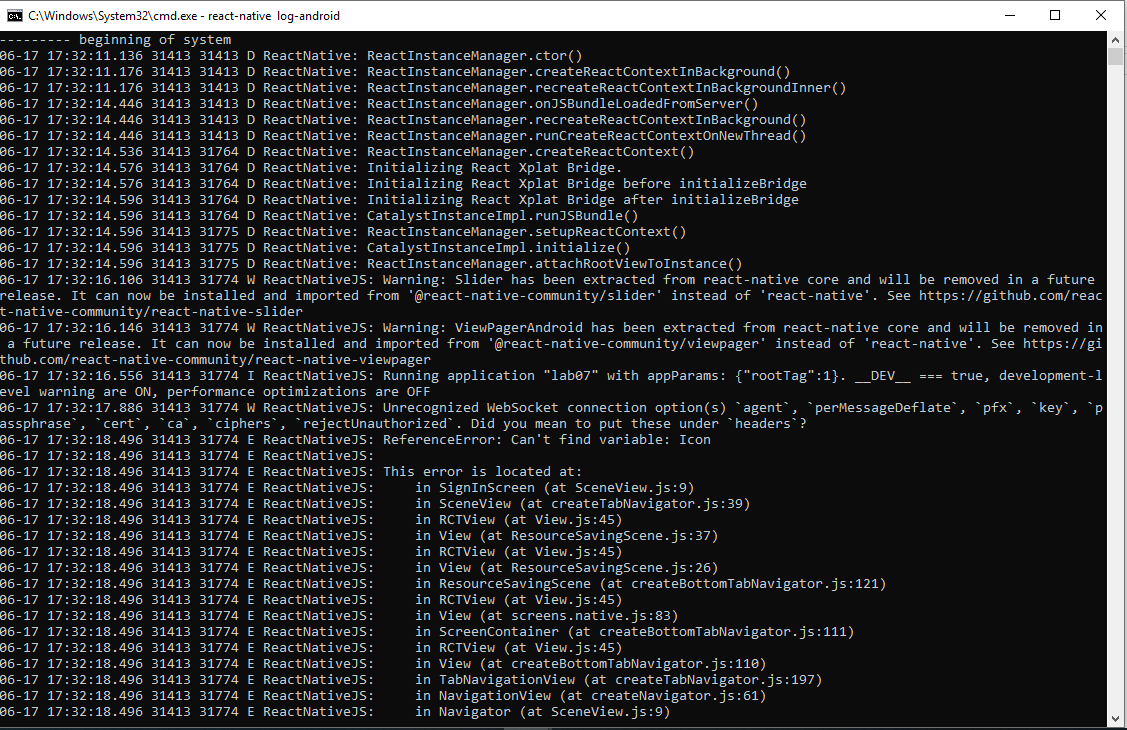 C:\Windows\System32\cmd.exe - react-native  log-android
--------- beginning of system
06-17 17:32:11.136 31413 31413 D ReactNative: ReactInstanceManager.ctor()
06-17 17:32:11.176 31413 31413 D ReactNative: ReactInstanceManager.createReactContextInBackground()
06-17 17:32:11.176 31413 31413 D ReactNative: ReactInstanceManager.recreateReactContextInBackgroundInner()
06-17 17:32:14.446 31413 31413 D ReactNative: ReactInstanceManager.onJSBundleLoadedFromServer()
06-17 17:32:14.446 31413 31413 D ReactNative: ReactInstanceManager.recreateReactContextInBackground()
06-17 17:32:14.446 31413 31413 D ReactNative: ReactInstanceManager.runCreateReactContextOnNewThread()
06-17 17:32:14.536 31413 31764 D ReactNative: ReactInstanceManager.createReactContext()
06-17 17:32:14.576 31413 31764 D ReactNative: Initializing React Xplat Bridge.
06-17 17:32:14.576 31413 31764 D ReactNative: Initializing React Xplat Bridge before initializeBridge
06-17 17:32:14.596 31413 31764 D ReactNative: Initializing React Xplat Bridge after initializeBridge
06-17 17:32:14.596 31413 31764 D ReactNative: CatalystInstanceImpl.runJSBundle()
06-17 17:32:14.596 31413 31775 D ReactNative: ReactInstanceManager.setupReactContext()
06-17 17:32:14.596 31413 31775 D ReactNative: CatalystInstanceImpl.initialize()
06-17 17:32:14.596 31413 31775 D ReactNative: ReactInstanceManager.attachRootViewToInstance()
06-17 17:32:16.106 31413 31774 W ReactNativeJS: Warning: Slider has been extracted from react-native core and will be removed in a future
release. It can now be installed and imported from '@react-native-community/slider' instead of 'react-native'. See https://github.com/reac
t-native-community/react-native-slider
06-17 17:32:16.146 31413 31774 W ReactNativeJS: Warning: ViewPagerAndroid has been extracted from react-native core and will be removed in
 a future release. It can now be installed and imported from '@react-native-community/viewpager' instead of 'react-native'. See https://gi
thub.com/react-native-community/react-native-viewpager
06-17 17:32:16.556 31413 31774 I ReactNativeJS: Running application "lab07" with appParams: {"rootTag":1}. __DEV__ === true, development-l
evel warning are ON, performance optimizations are OFF
06-17 17:32:17.886 31413 31774 W ReactNativeJS: Unrecognized WebSocket connection option(s) `agent`, `perMessageDeflate`, `pfx`, `key`, `p
assphrase`, `cert`, `ca`, `ciphers`, `rejectUnauthorized`. Did you mean to put these under `headers`?
06-17 17:32:18.496 31413 31774 E ReactNativeJS: ReferenceError: Can't find variable: Icon
06-17 17:32:18.496 31413 31774 E ReactNativeJS:
06-17 17:32:18.496 31413 31774 E ReactNativeJS: This error is located at:
06-17 17:32:18.496 31413 31774 E ReactNativeJS:     in SignInScreen (at SceneView.js:9)
06-17 17:32:18.496 31413 31774 E ReactNativeJS:     in SceneView (at createTabNavigator.js:39)
06-17 17:32:18.496 31413 31774 E ReactNativeJS:     in RCTView (at View.js:45)
06-17 17:32:18.496 31413 31774 E ReactNativeJS:     in View (at ResourceSavingScene.js:37)
06-17 17:32:18.496 31413 31774 E ReactNativeJS:     in RCTView (at View.js:45)
06-17 17:32:18.496 31413 31774 E ReactNativeJS:     in View (at ResourceSavingScene.js:26)
06-17 17:32:18.496 31413 31774 E ReactNativeJS:     in ResourceSavingScene (at createBottomTabNavigator.js:121)
06-17 17:32:18.496 31413 31774 E ReactNativeJS:     in RCTView (at View.js:45)
06-17 17:32:18.496 31413 31774 E ReactNativeJS:     in View (at screens.native.js:83)
06-17 17:32:18.496 31413 31774 E ReactNativeJS:     in ScreenContainer (at createBottomTabNavigator.js:111)
06-17 17:32:18.496 31413 31774 E ReactNativeJS:     in RCTView (at View.js:45)
06-17 17:32:18.496 31413 31774 E ReactNativeJS:     in View (at createBottomTabNavigator.js:110)
06-17 17:32:18.496 31413 31774 E ReactNativeJS:     in TabNavigationView (at createTabNavigator.js:197)
06-17 17:32:18.496 31413 31774 E ReactNativeJS:     in NavigationView (at createNavigator.js:61)
06-17 17:32:18.496 31413 31774 E ReactNativeJS:     in Navigator (at SceneView.js:9)